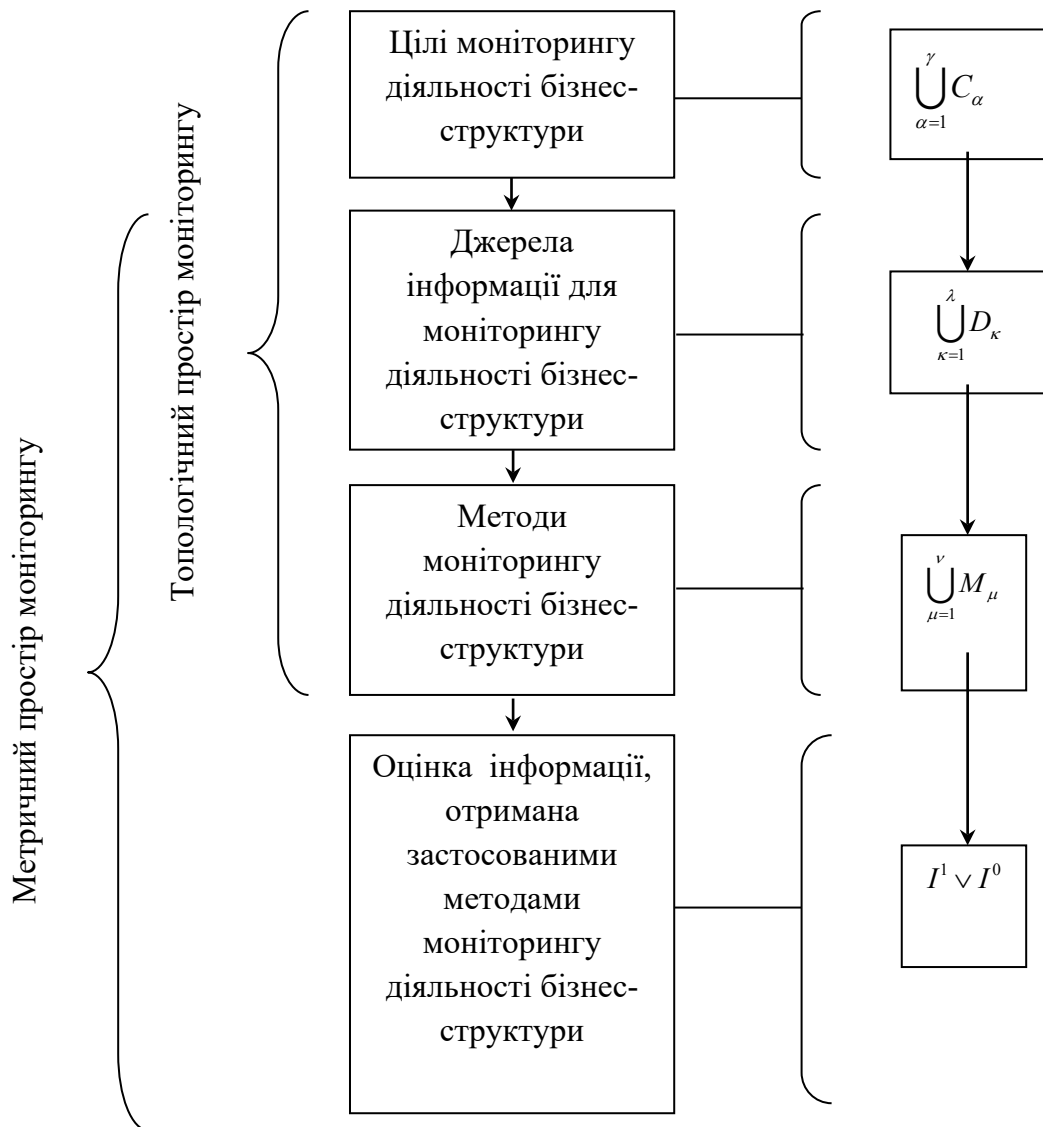 Метричний простір моніторингу
Топологічний простір моніторингу
Цілі моніторингу
діяльності бізнес-
структури
⋃_{α=1}^{γ} C_α
Джерела
інформації для
моніторингу
діяльності бізнес-
структури
⋃_{κ=1}^{λ} D_κ
Методи
моніторингу
діяльності бізнес-
структури
⋃_{μ=1}^{ν} M_μ
Оцінка інформації,
отримана
застосованими
методами
моніторингу
діяльності бізнес-
структури
I¹ ∨ I⁰